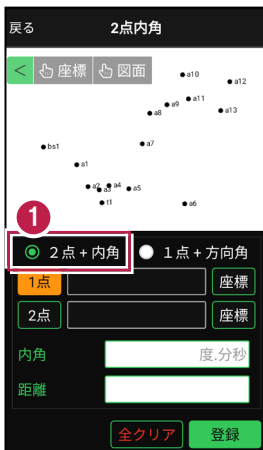 戻る 2点内角
< 座標 図面
a10
a12
a11
a9
a8
a13
bs1
a7
a1
a2 a4 a5
a3
t1
a6
1
2点+内角 1点+方向角
1点 座標
2点 座標
内角 度.分秒
距離
全クリア 登録